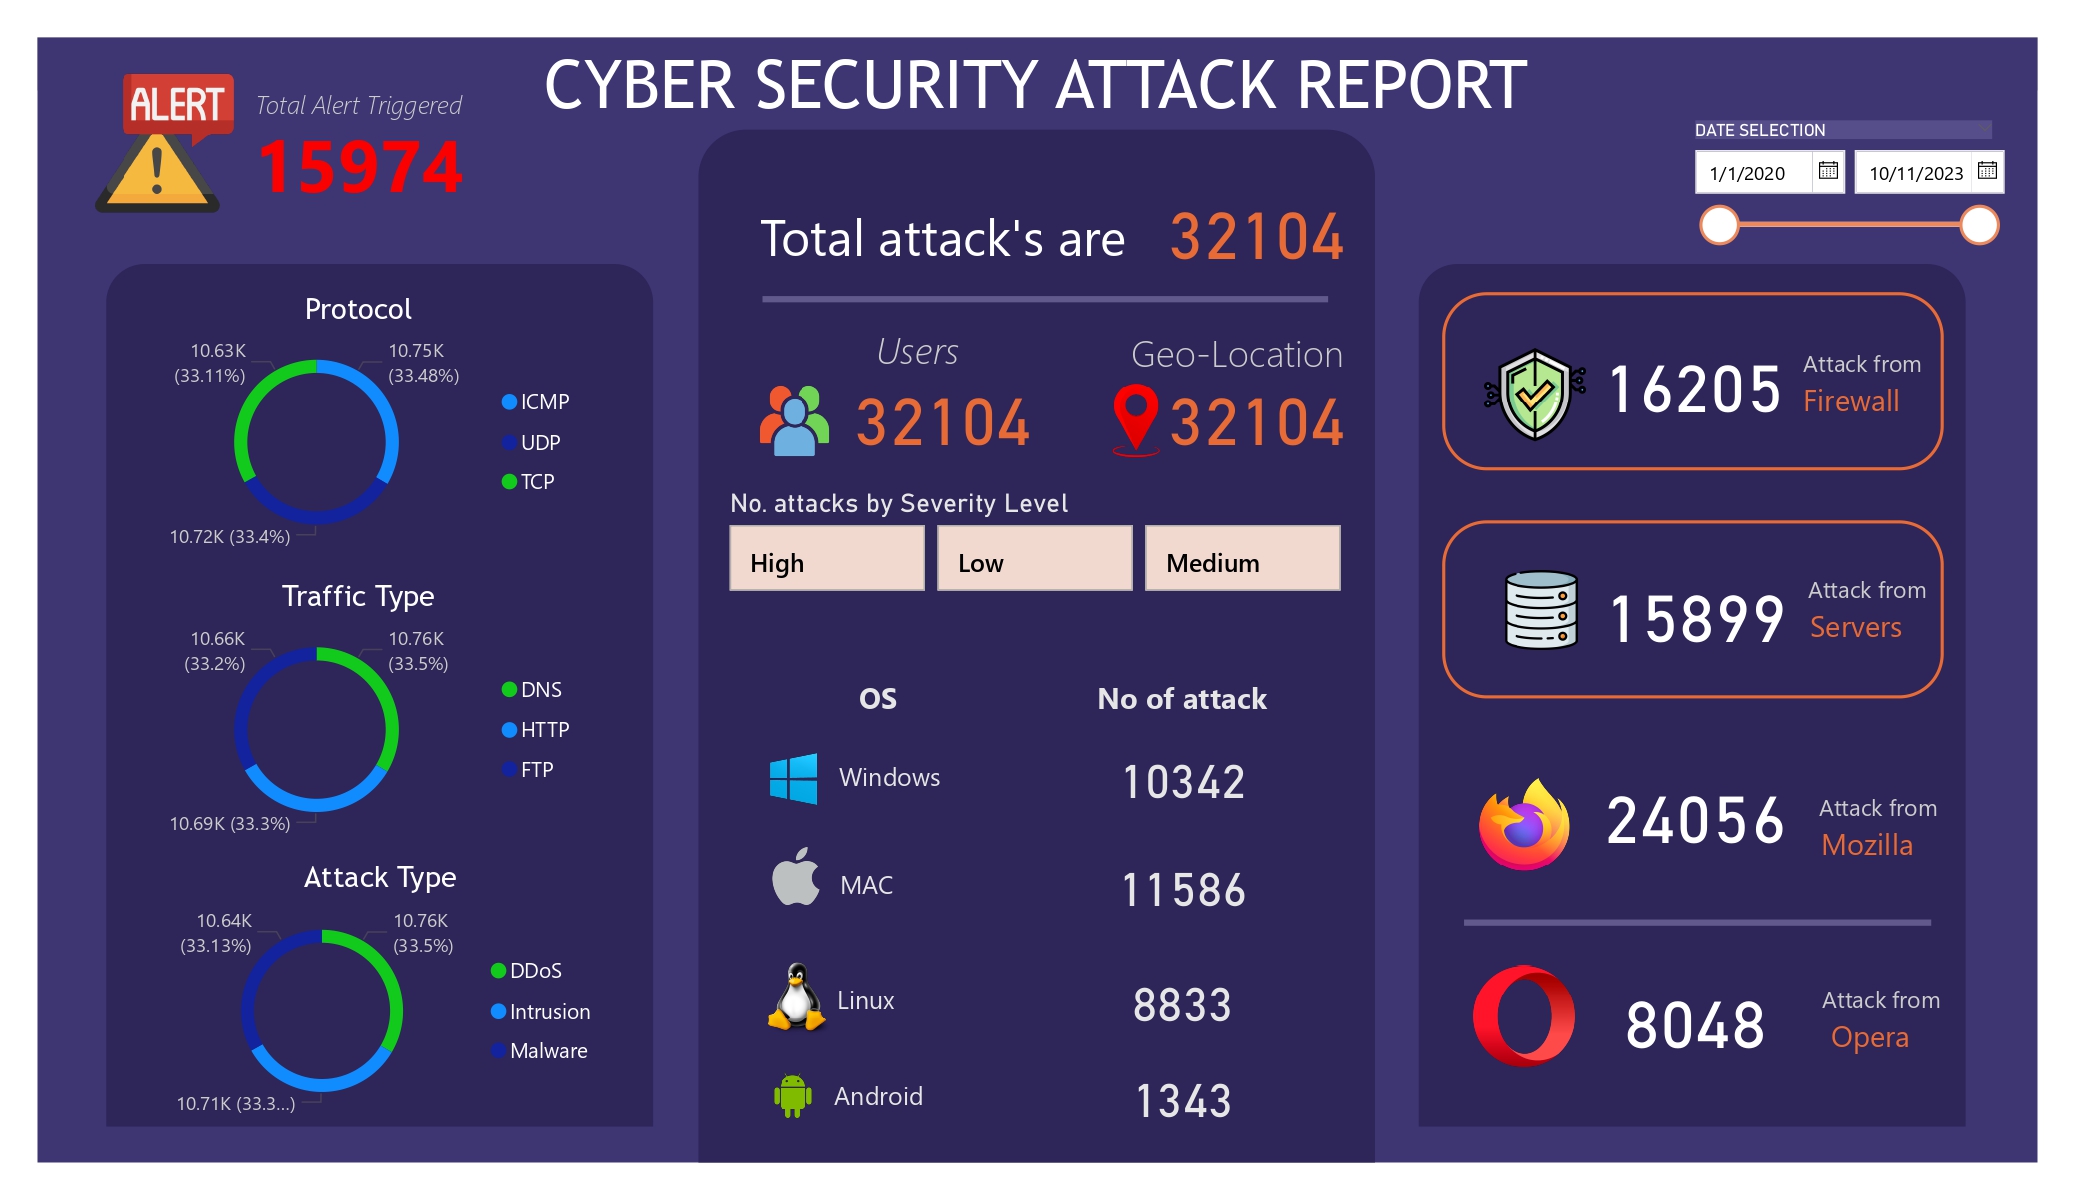 CYBER SECURITY ATTACK REPORT
ALERT
!
Total Alert Triggered
15974
DATE SELECTION
1/1/2020
10/11/2023
Protocol
10.63K
(33.11%)
10.75K
(33.48%)
10.72K (33.4%)
ICMP
UDP
TCP
Traffic Type
10.66K
(33.2%)
10.76K
(33.5%)
10.69K (33.3%)
DNS
HTTP
FTP
Attack Type
10.64K
(33.13%)
10.76K
(33.5%)
10.71K (33.3...)
DDoS
Intrusion
Malware
Total attack's are 32104
Users
32104
Geo-Location
32104
No. attacks by Severity Level
High
Low
Medium
OS No of attack
Windows 10342
MAC 11586
Linux 8833
Android 1343
16205
Attack from
Firewall
15899
Attack from
Servers
24056
Attack from
Mozilla
8048
Attack from
Opera